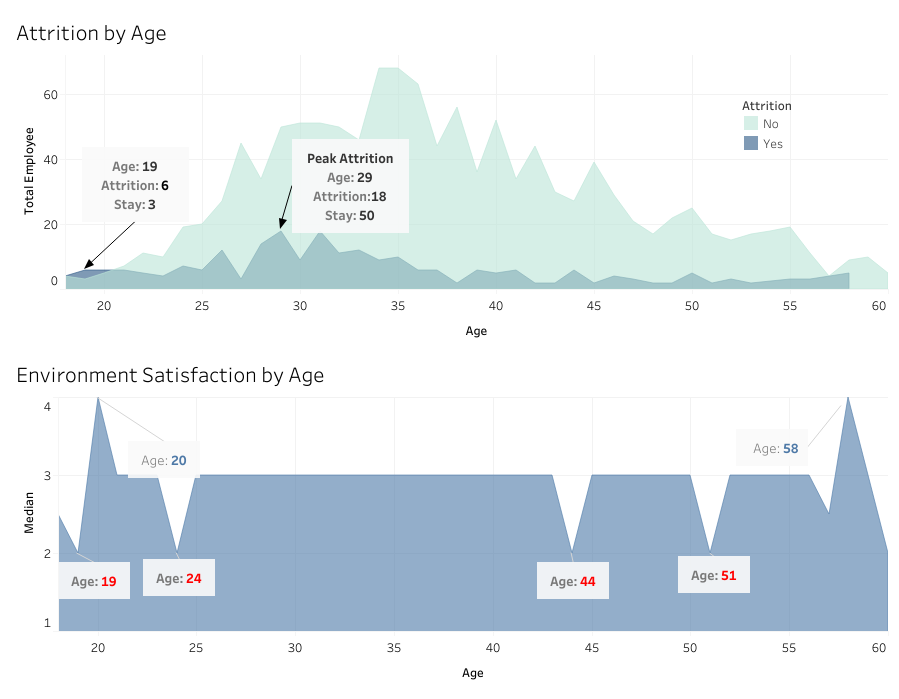 Attrition by Age
Total Employee
60
40
20
0
Age: 19
Attrition: 6
Stay: 3
Peak Attrition
Age: 29
Attrition:18
Stay: 50
Attrition
No
Yes
20 25 30 35 40 45 50 55 60
Age
Environment Satisfaction by Age
Median
4
3
2
1
Age: 20
Age: 58
Age: 19
Age: 24
Age: 44
Age: 51
20 25 30 35 40 45 50 55 60
Age